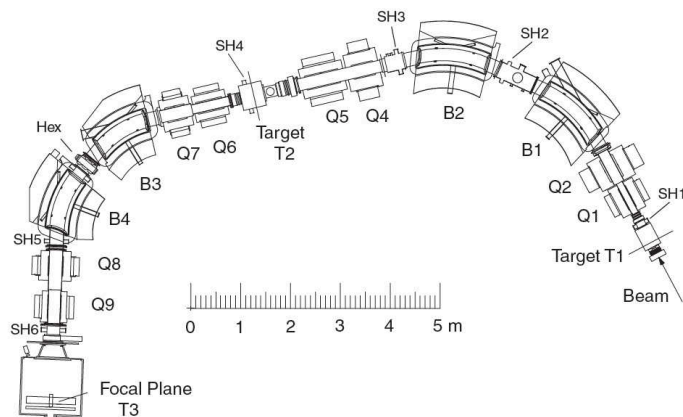 SH3
SH4
SH2
Q5
Q4
B2
Target
T2
Q7
Q6
Hex
B3
B1
Q2
SH1
Q1
B4
SH5
Q8
Target T1
Beam
Q9
0 1 2 3 4 5 m
SH6
Focal Plane
T3